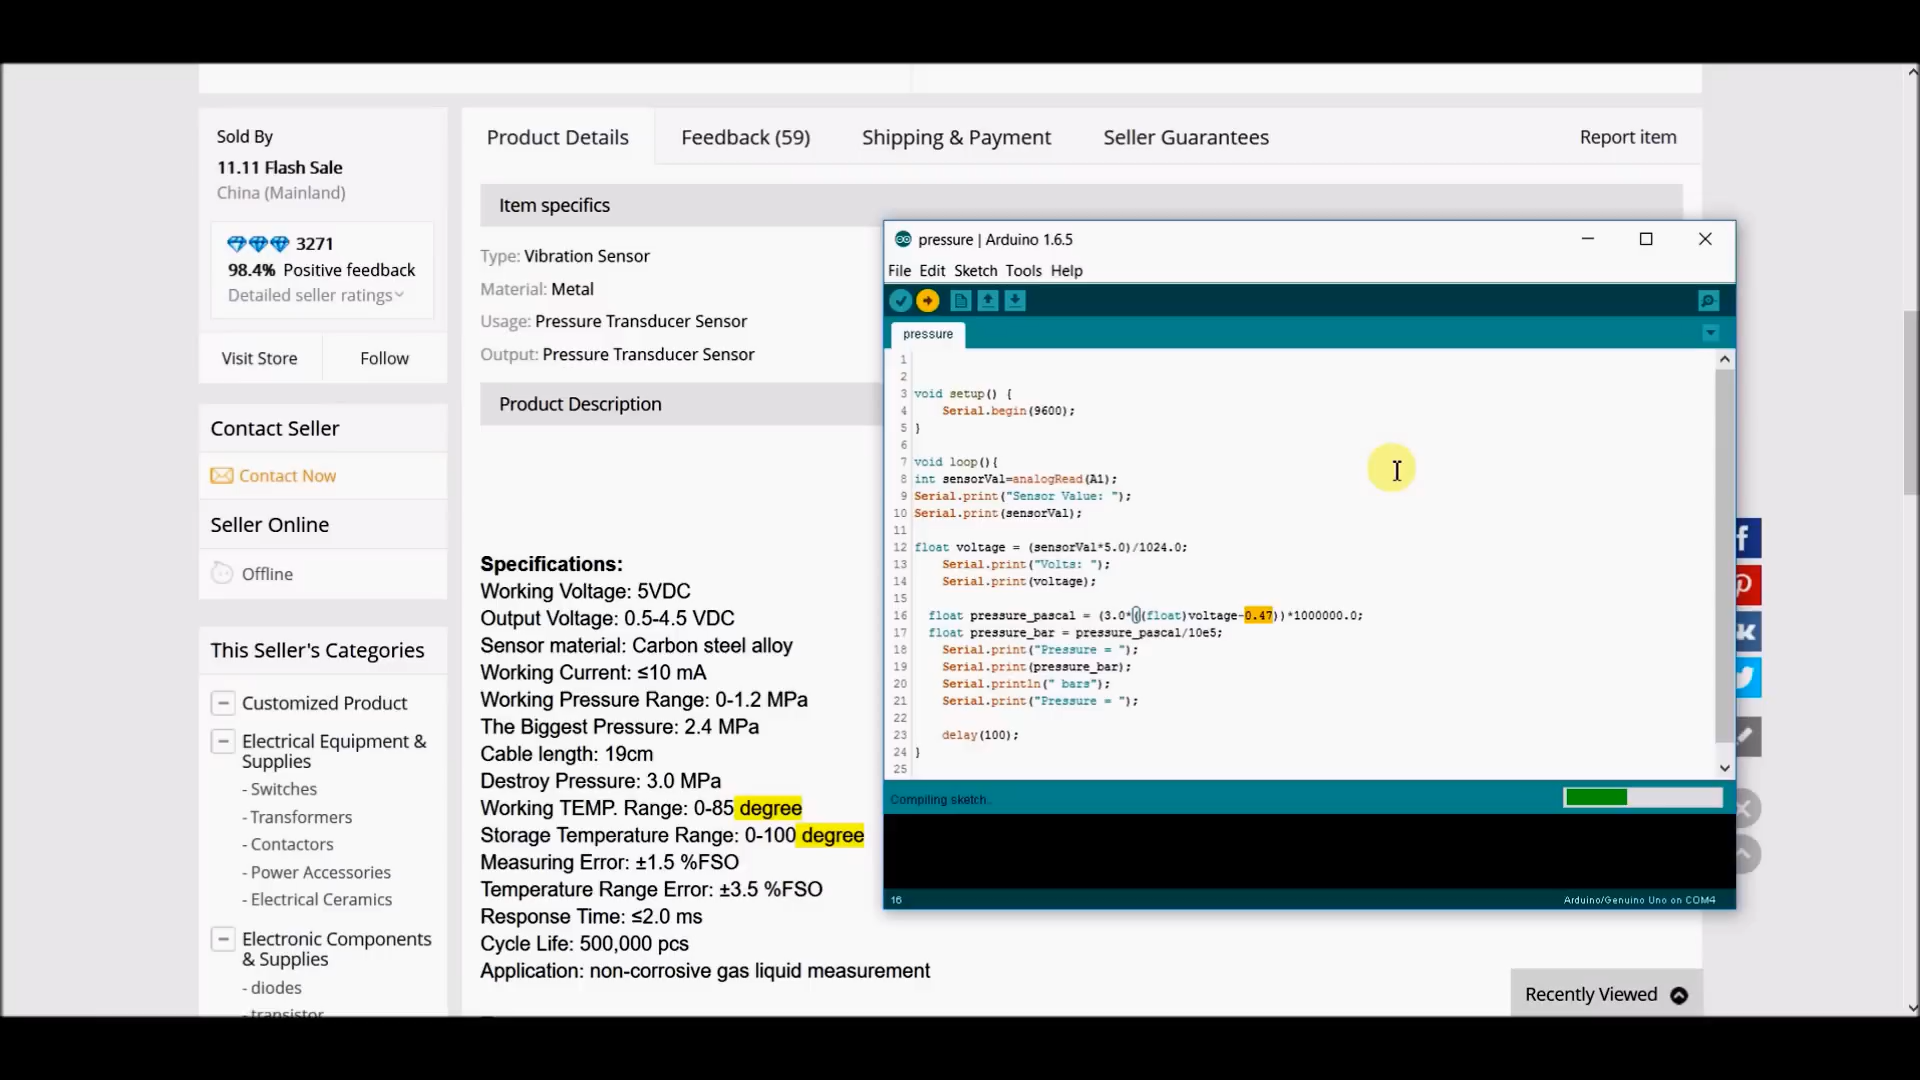 Sold By
11.11 Flash Sale
China (Mainland)
3271
98.4% Positive feedback
Detailed seller ratings
Visit Store
Follow
Contact Seller
Contact Now
Seller Online
Offline
This Seller's Categories
Customized Product
Electrical Equipment &
Supplies
- Switches
- Transformers
- Contactors
- Power Accessories
- Electrical Ceramics
Electronic Components
& Supplies
- diodes
- transistor
Product Details
Feedback (59)
Shipping & Payment
Seller Guarantees
Report item
Item specifics
Type: Vibration Sensor
Material: Metal
Usage: Pressure Transducer Sensor
Output: Pressure Transducer Sensor
Product Description
Specifications:
Working Voltage: 5VDC
Output Voltage: 0.5-4.5 VDC
Sensor material: Carbon steel alloy
Working Current: ≤10 mA
Working Pressure Range: 0-1.2 MPa
The Biggest Pressure: 2.4 MPa
Cable length: 19cm
Destroy Pressure: 3.0 MPa
Working TEMP. Range: 0-85 degree
Storage Temperature Range: 0-100 degree
Measuring Error: ±1.5 %FSO
Temperature Range Error: ±3.5 %FSO
Response Time: ≤2.0 ms
Cycle Life: 500,000 pcs
Application: non-corrosive gas liquid measurement
pressure | Arduino 1.6.5
File Edit Sketch Tools Help
pressure
1
2
3 void setup() {
4 Serial.begin(9600);
5 }
6
7 void loop(){
8 int sensorVal=analogRead(A1);
9 Serial.print("Sensor Value: ");
10 Serial.print(sensorVal);
11
12 float voltage = (sensorVal*5.0)/1024.0;
13 Serial.print("Volts: ");
14 Serial.print(voltage);
15
16 float pressure_pascal = (3.0*((float)voltage-0.47))*1000000.0;
17 float pressure_bar = pressure_pascal/10e5;
18 Serial.print("Pressure = ");
19 Serial.print(pressure_bar);
20 Serial.println(" bars");
21 Serial.print("Pressure = ");
22
23 delay(100);
24 }
25
Compiling sketch..
16
Arduino/Genuino Uno on COM4
Recently Viewed